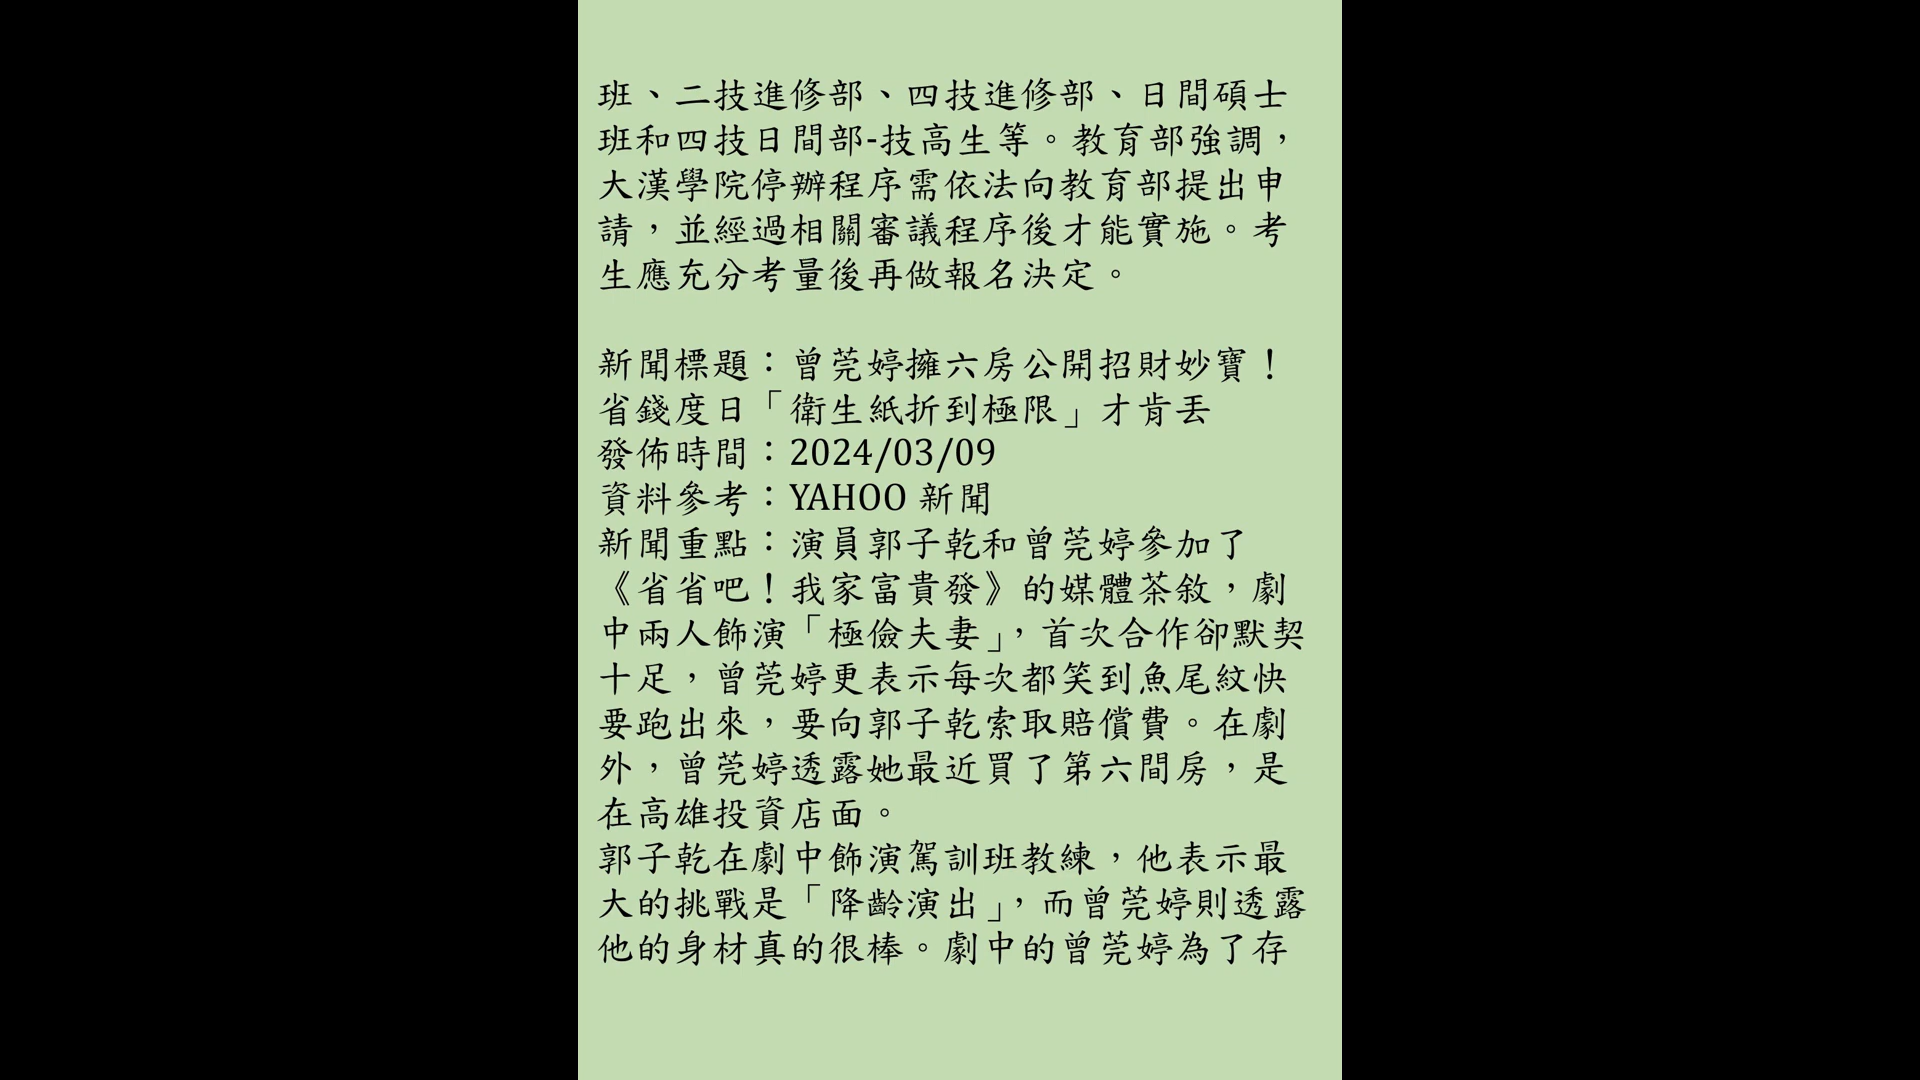 班、二技進修部、四技進修部、日間碩士
班和四技日間部-技高生等。教育部強調，
大漢學院停辦程序需依法向教育部提出申
請，並經過相關審議程序後才能實施。考
生應充分考量後再做報名決定。
新聞標題：曾莞婷擁六房公開招財妙寶！
省錢度日「衛生紙折到極限」才肯丟
發佈時間：2024/03/09
資料參考：YAHOO 新聞
新聞重點：演員郭子乾和曾莞婷參加了
《省省吧！我家富貴發》的媒體茶敘，劇
中兩人飾演「極儉夫妻」，首次合作卻默契
十足，曾莞婷更表示每次都笑到魚尾紋快
要跑出來，要向郭子乾索取賠償費。在劇
外，曾莞婷透露她最近買了第六間房，是
在高雄投資店面。
郭子乾在劇中飾演駕訓班教練，他表示最
大的挑戰是「降齡演出」，而曾莞婷則透露
他的身材真的很棒。劇中的曾莞婷為了存